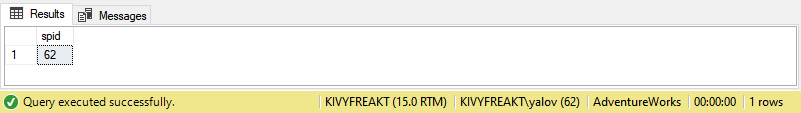 Results Messages
spid
1 62
Query executed successfully. KIVYFREAKT (15.0 RTM) KIVYFREAKT\yalov (62) AdventureWorks 00:00:00 1 rows